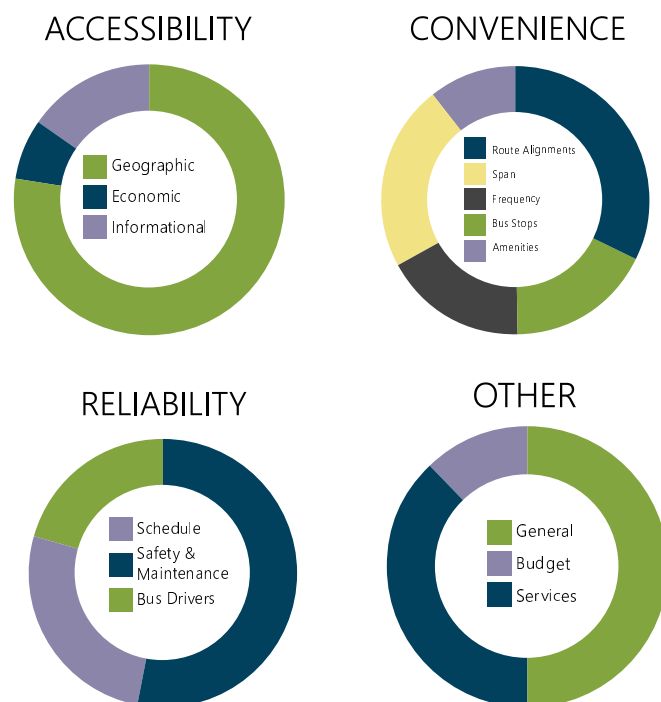 ACCESSIBILITY
Geographic
Economic
Informational
CONVENIENCE
Route Alignments
Span
Frequency
Bus Stops
Amenities
RELIABILITY
Schedule
Safety &
Maintenance
Bus Drivers
OTHER
General
Budget
Services